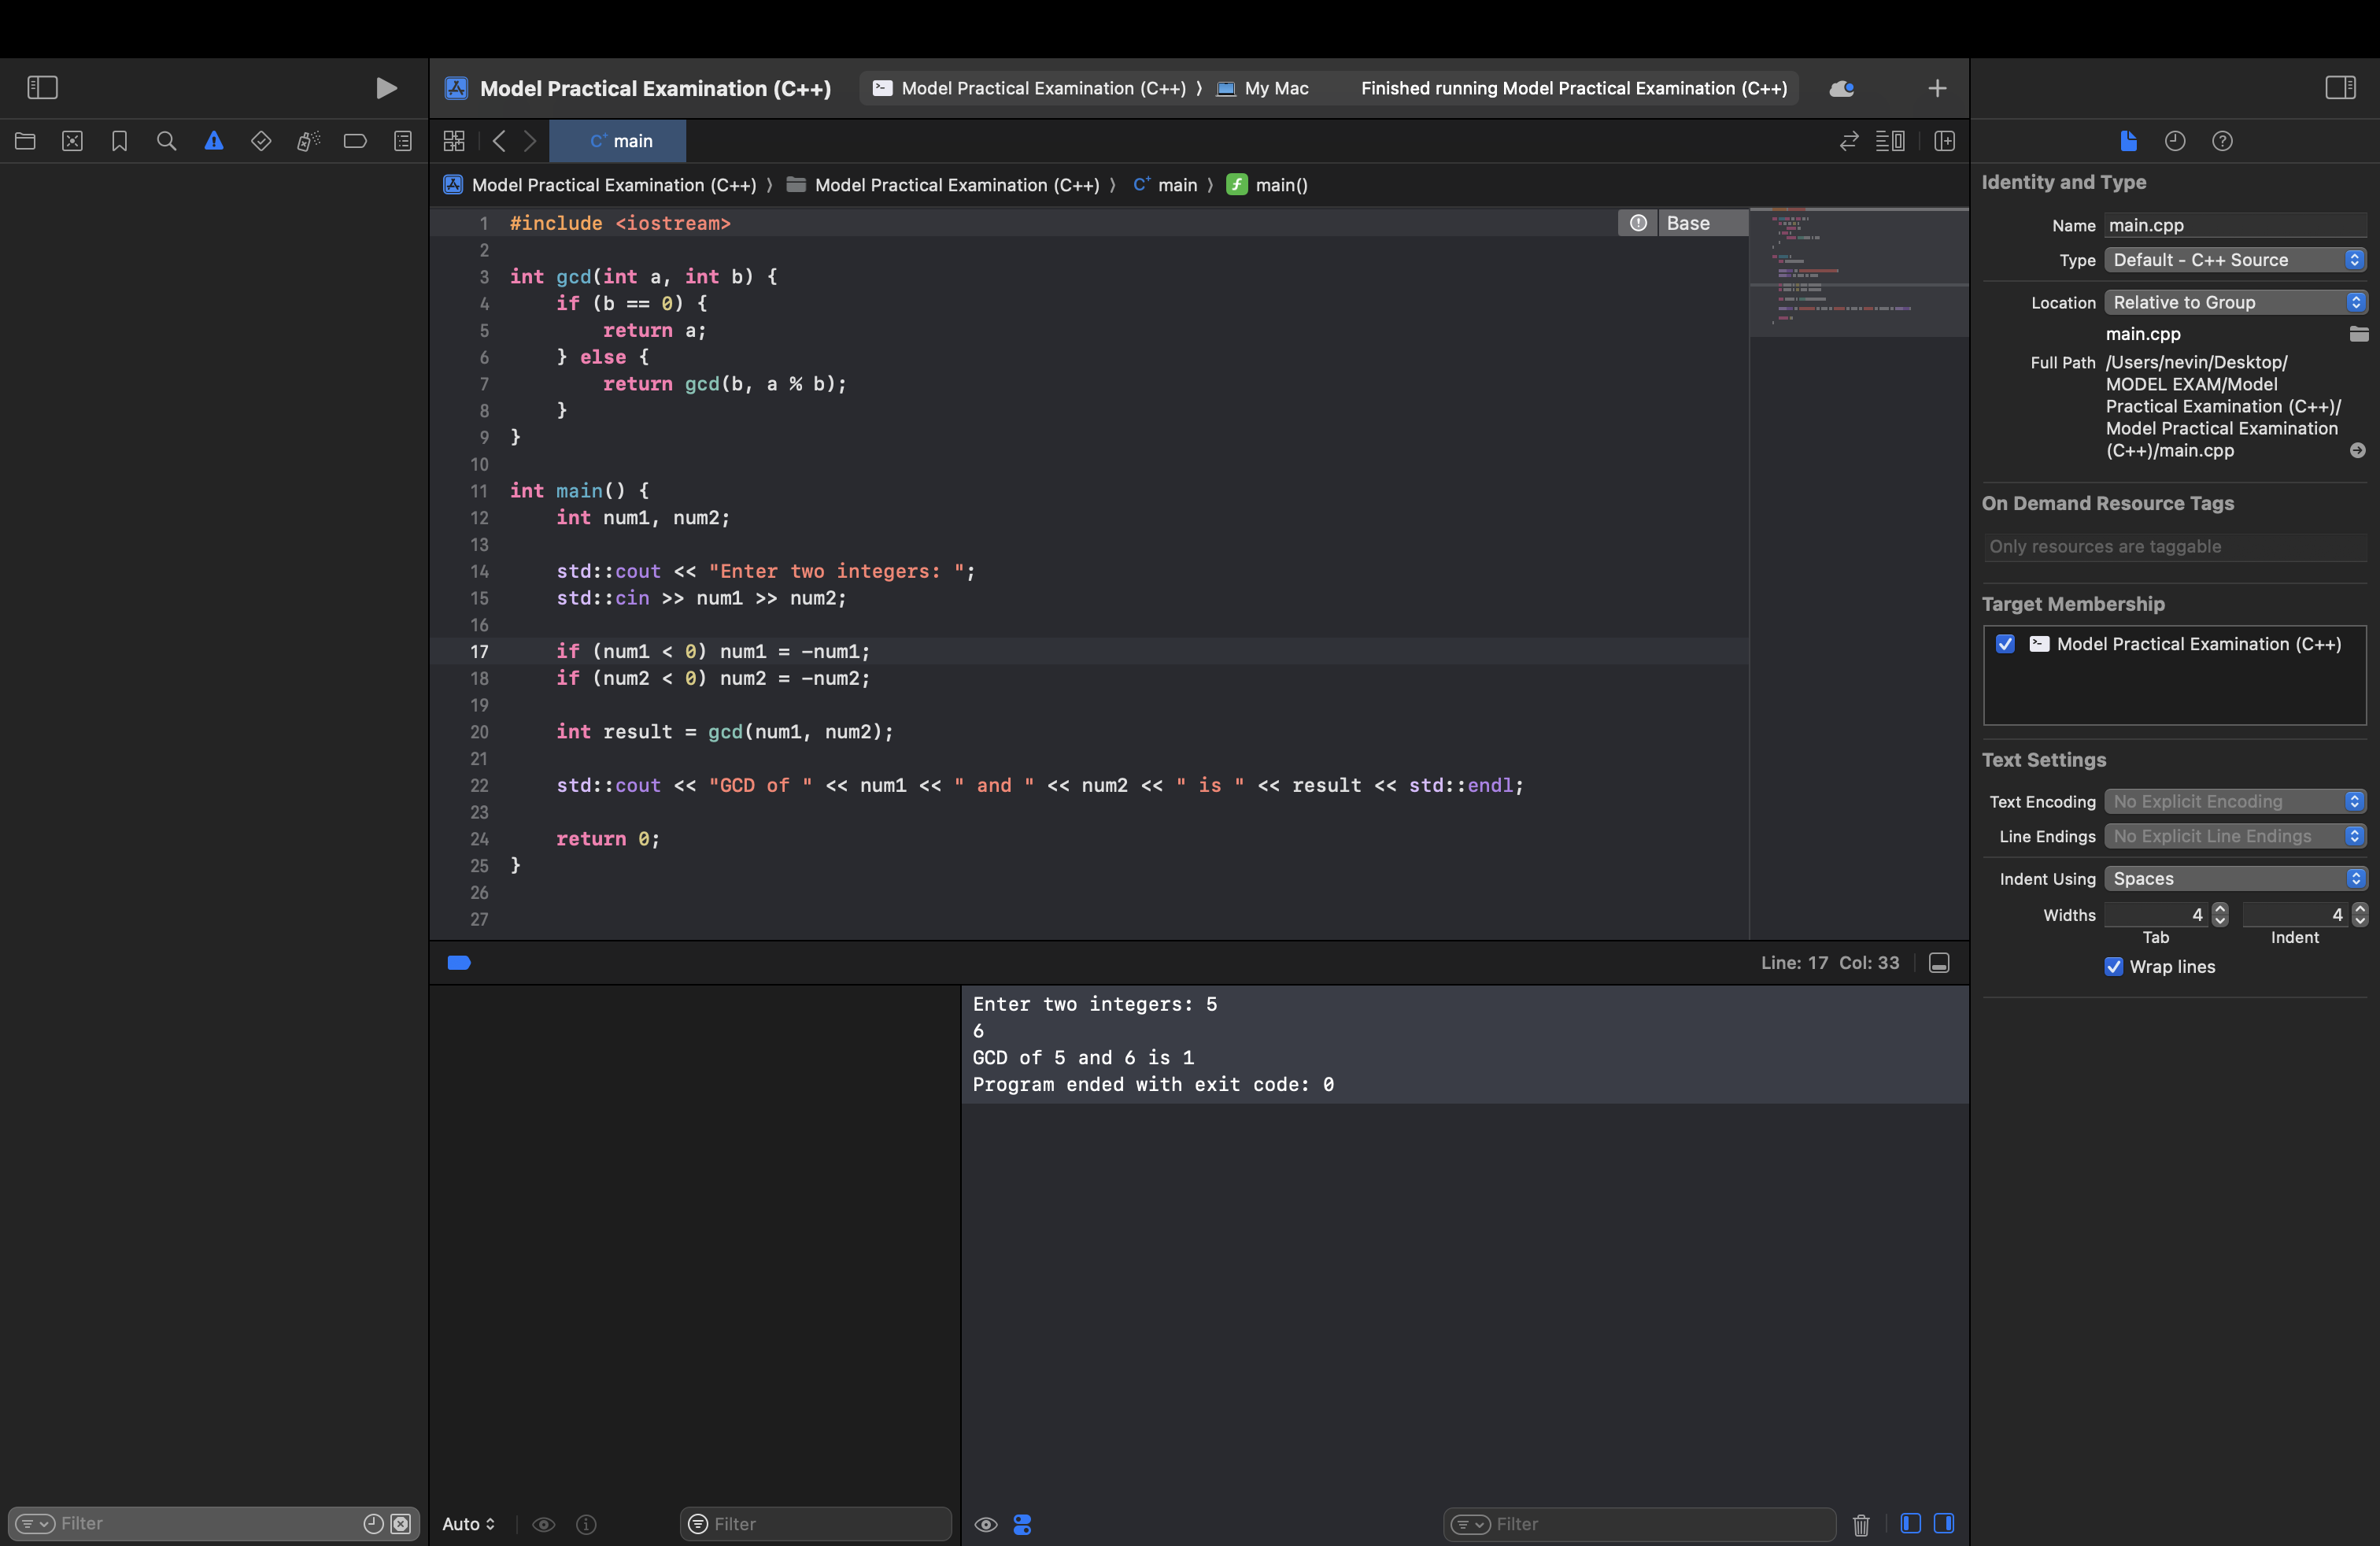 Model Practical Examination (C++)
Model Practical Examination (C++) ⟩ My Mac
Finished running Model Practical Examination (C++)
C+ main
Model Practical Examination (C++) ⟩ Model Practical Examination (C++) ⟩ C+ main ⟩ f main()
1 #include <iostream>
Base
2
3 int gcd(int a, int b) {
4     if (b == 0) {
5         return a;
6     } else {
7         return gcd(b, a % b);
8     }
9 }
10
11 int main() {
12     int num1, num2;
13
14     std::cout << "Enter two integers: ";
15     std::cin >> num1 >> num2;
16
17     if (num1 < 0) num1 = -num1;
18     if (num2 < 0) num2 = -num2;
19
20     int result = gcd(num1, num2);
21
22     std::cout << "GCD of " << num1 << " and " << num2 << " is " << result << std::endl;
23
24     return 0;
25 }
26
27
Line: 17 Col: 33
Enter two integers: 5
6
GCD of 5 and 6 is 1
Program ended with exit code: 0
Filter
Auto
Filter
Filter
Identity and Type
Name main.cpp
Type Default - C++ Source
Location Relative to Group
main.cpp
Full Path /Users/nevin/Desktop/
MODEL EXAM/Model
Practical Examination (C++)/
Model Practical Examination
(C++)/main.cpp
On Demand Resource Tags
Only resources are taggable
Target Membership
Model Practical Examination (C++)
Text Settings
Text Encoding No Explicit Encoding
Line Endings No Explicit Line Endings
Indent Using Spaces
Widths 4 4
Tab Indent
Wrap lines